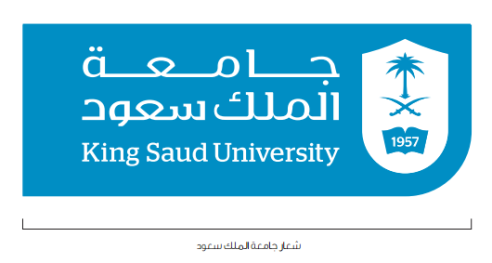 جامعة
الملك سعود
King Saud University
1957
شعار جامعة الملك سعود